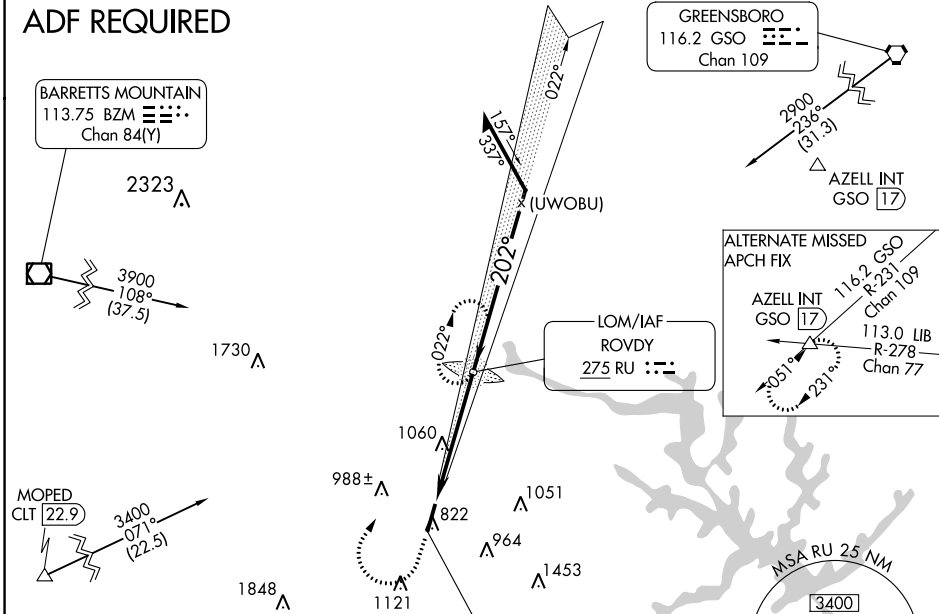 ADF REQUIRED
BARRETTS MOUNTAIN
113.75 BZM
Chan 84(Y)
2323
3900
108°
(37.5)
1730
MOPED
CLT 22.9
3400
071°
(22.5)
1848
022°
157°
337°
(UWOBU)
202°
022°
1060
988±
822
1121
1051
964
1453
GREENSBORO
116.2 GSO
Chan 109
2900
236°
(31.3)
AZELL INT
GSO 17
ALTERNATE MISSED
APCH FIX
116.2 GSO
R-231
Chan 109
AZELL INT
GSO 17
113.0 LIB
R-278
Chan 77
051°
231°
LOM/IAF
ROVDY
275 RU
MSA RU 25 NM
3400